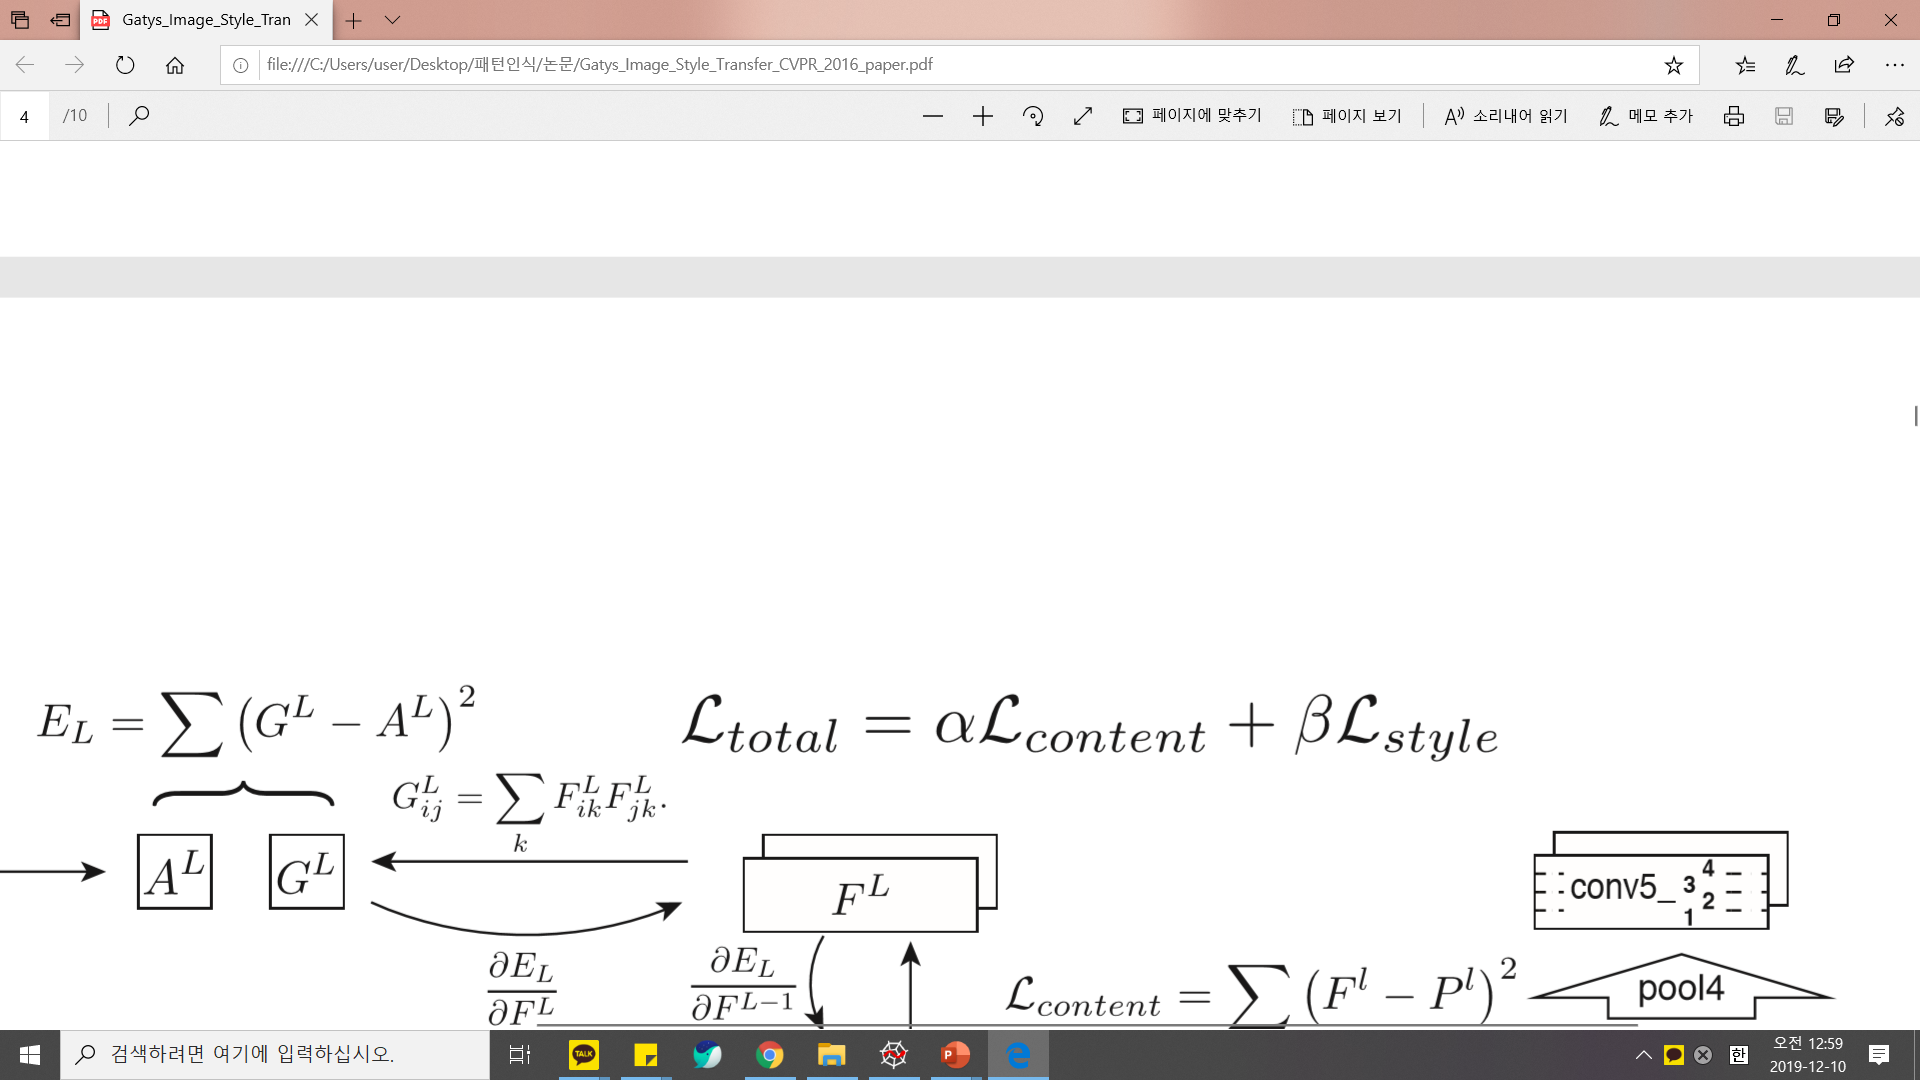 Gatys_Image_Style_Tran
file:///C:/Users/user/Desktop/패턴인식/논문/Gatys_Image_Style_Transfer_CVPR_2016_paper.pdf
4 /10 페이지에 맞추기 페이지 보기 소리내어 읽기 메모 추가
E_L = ∑ (G^L − A^L)^2
𝓛_total = α𝓛_content + β𝓛_style
G_ij^L = ∑_k F_ik^L F_jk^L.
A^L G^L F^L
conv5_ 1 2 3 4
∂E_L/∂F^L
∂E_L/∂F^{L−1}
𝓛_content = ∑ (F^l − P^l)^2
pool4
검색하려면 여기에 입력하십시오.
TALK
한
오전 12:59
2019-12-10